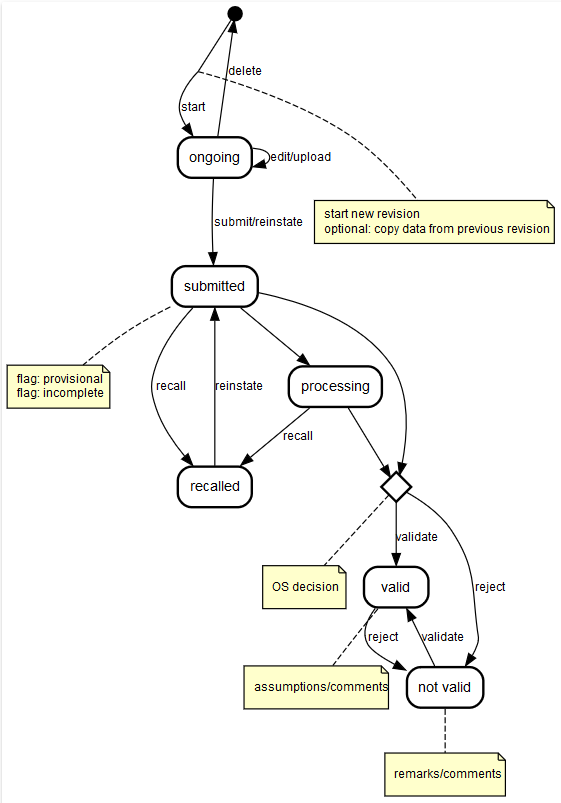 delete
start
ongoing
edit/upload
start new revision
optional: copy data from previous revision
submit/reinstate
submitted
flag: provisional
flag: incomplete
recall
reinstate
processing
recall
recalled
validate
OS decision
valid
reject
reject
validate
assumptions/comments
not valid
remarks/comments